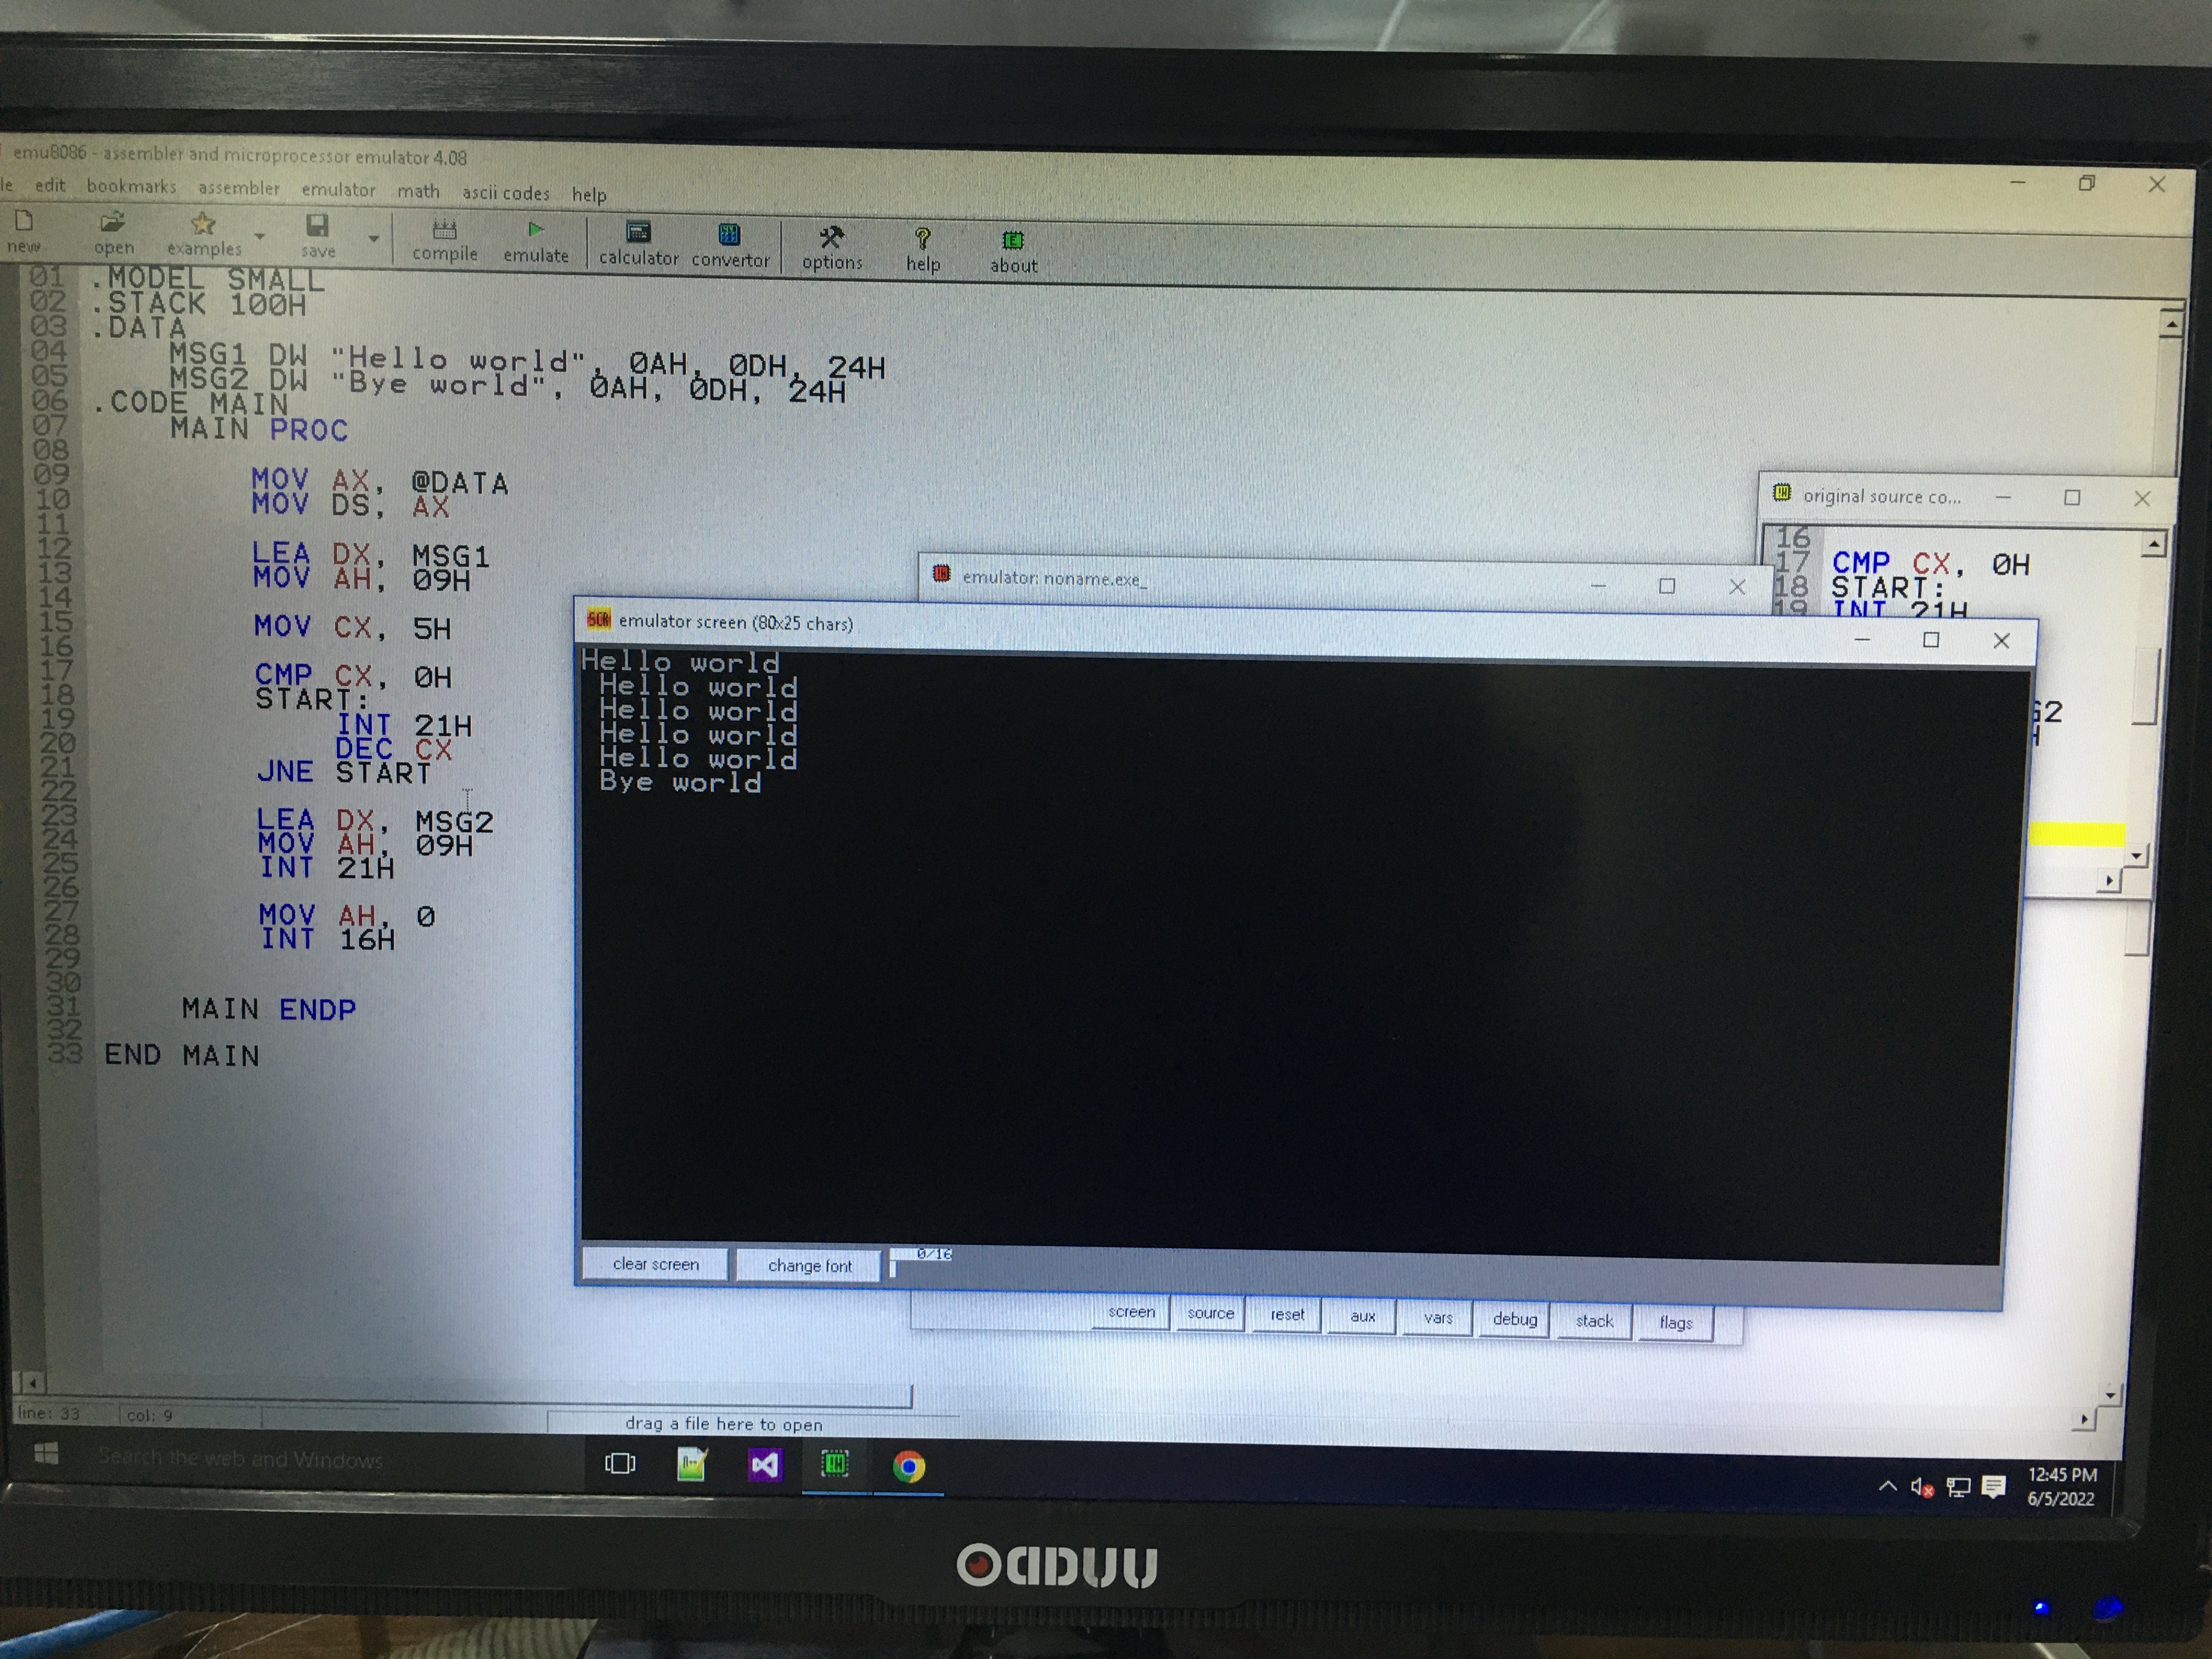 emu8086 - assembler and microprocessor emulator 4.08
le edit bookmarks assembler emulator math ascii codes help
new open examples save compile emulate calculator convertor options help about
01 .MODEL SMALL
02 .STACK 100H
03 .DATA
04 MSG1 DW "Hello world", 0AH, 0DH, 24H
05 MSG2 DW "Bye world", 0AH, 0DH, 24H
06 .CODE MAIN
07 MAIN PROC
08
09 MOV AX, @DATA
10 MOV DS, AX
11
12 LEA DX, MSG1
13 MOV AH, 09H
14
15 MOV CX, 5H
16
17 CMP CX, 0H
18 START:
19 INT 21H
20 DEC CX
21 JNE START
22
23 LEA DX, MSG2
24 MOV AH, 09H
25 INT 21H
26
27 MOV AH, 0
28 INT 16H
29
30
31 MAIN ENDP
32
33 END MAIN
original source co...
16
17 CMP CX, 0H
18 START:
19 INT 21H
G2
H
emulator: noname.exe_
SCR emulator screen (80x25 chars)
Hello world
Hello world
Hello world
Hello world
Hello world
Bye world
clear screen change font 0/16
screen source reset aux vars debug stack flags
line: 33 col: 9
drag a file here to open
Search the web and Windows
12:45 PM
6/5/2022